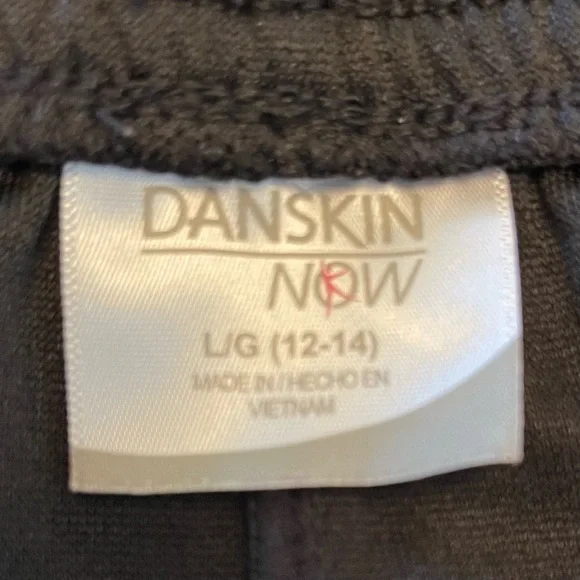 DANSKIN
NOW
L/G (12-14)
MADE IN / HECHO EN
VIETNAM